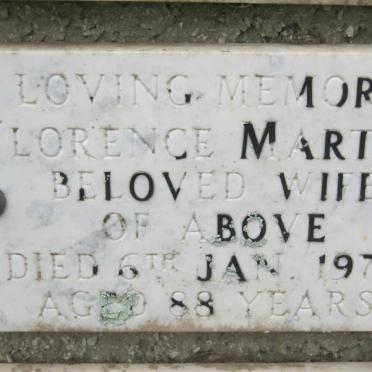 LOVING MEMOR
LORENCE MART
BELOVED WIFE
OF ABOVE
DIED 6TH JAN. 197
AGED 88 YEARS